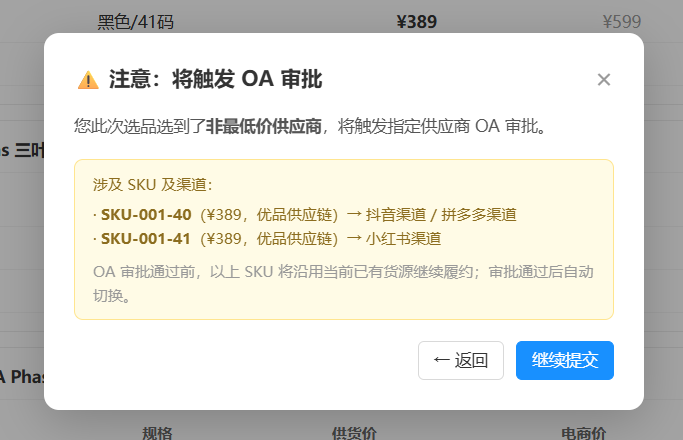 黑色/41码 ¥389 ¥599
⚠ 注意：将触发 OA 审批 ×
您此次选品选到了非最低价供应商，将触发指定供应商 OA 审批。
as 三叶
涉及 SKU 及渠道：
· SKU-001-40（¥389，优品供应链）→ 抖音渠道 / 拼多多渠道
· SKU-001-41（¥389，优品供应链）→ 小红书渠道
OA 审批通过前，以上 SKU 将沿用当前已有货源继续履约；审批通过后自动
切换。
← 返回 继续提交
A Phas
规格 供货价 电商价